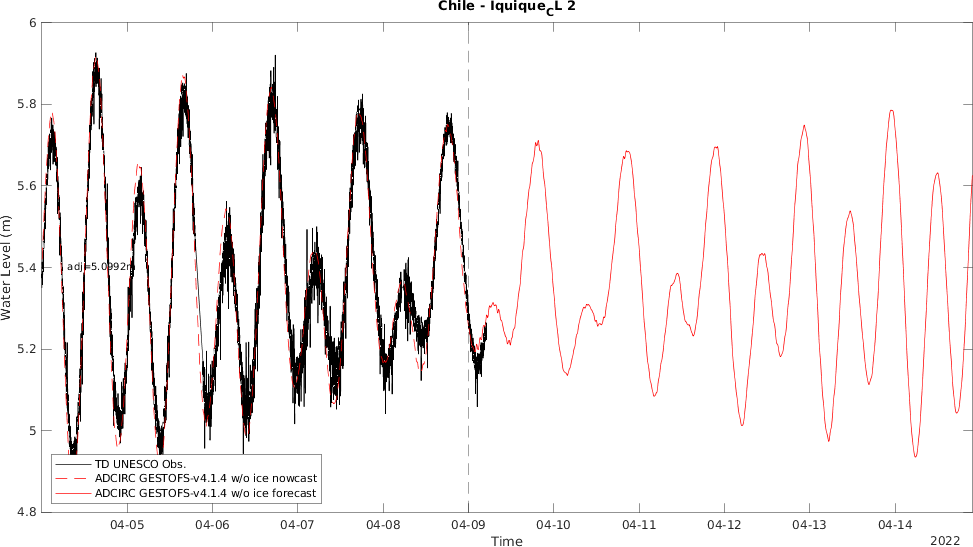 Chile - Iquique_CL 2
6
5.8
5.6
5.4
5.2
5
4.8
Water Level (m)
adj=5.0992m
TD UNESCO Obs.
ADCIRC GESTOFS-v4.1.4 w/o ice nowcast
ADCIRC GESTOFS-v4.1.4 w/o ice forecast
04-05 04-06 04-07 04-08 04-09 04-10 04-11 04-12 04-13 04-14
Time
2022